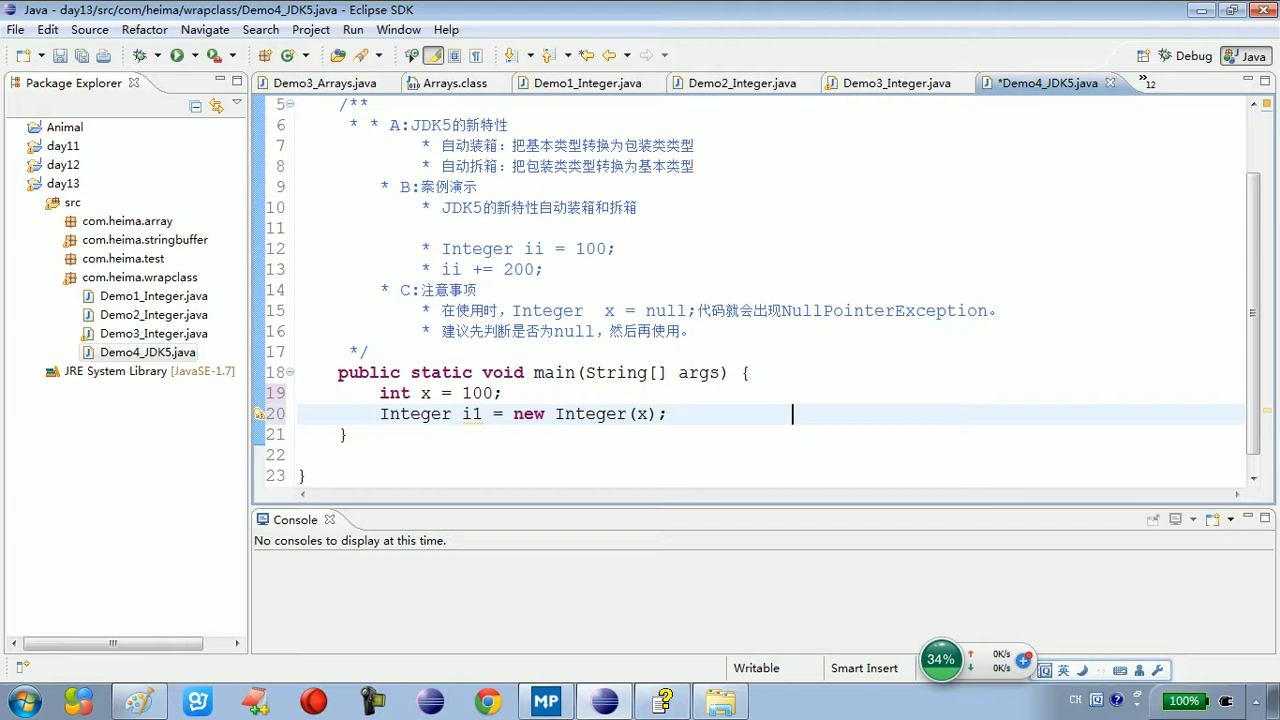 Java - day13/src/com/heima/wrapclass/Demo4_JDK5.java - Eclipse SDK
File Edit Source Refactor Navigate Search Project Run Window Help
Debug Java
Package Explorer
Demo3_Arrays.java Arrays.class Demo1_Integer.java Demo2_Integer.java Demo3_Integer.java *Demo4_JDK5.java »12
Animal
day11
day12
day13
src
com.heima.array
com.heima.stringbuffer
com.heima.test
com.heima.wrapclass
Demo1_Integer.java
Demo2_Integer.java
Demo3_Integer.java
Demo4_JDK5.java
JRE System Library [JavaSE-1.7]
5 /**
6 * * A:JDK5的新特性
7 * 自动装箱：把基本类型转换为包装类类型
8 * 自动拆箱：把包装类类型转换为基本类型
9 * B:案例演示
10 * JDK5的新特性自动装箱和拆箱
11
12 * Integer ii = 100;
13 * ii += 200;
14 * C:注意事项
15 * 在使用时，Integer  x = null;代码就会出现NullPointerException。
16 * 建议先判断是否为null，然后再使用。
17 */
18 public static void main(String[] args) {
19 int x = 100;
20 Integer i1 = new Integer(x);
21 }
22
23 }
Console
No consoles to display at this time.
Writable Smart Insert
34% 0K/s
0K/s
英
MP
CH 100%